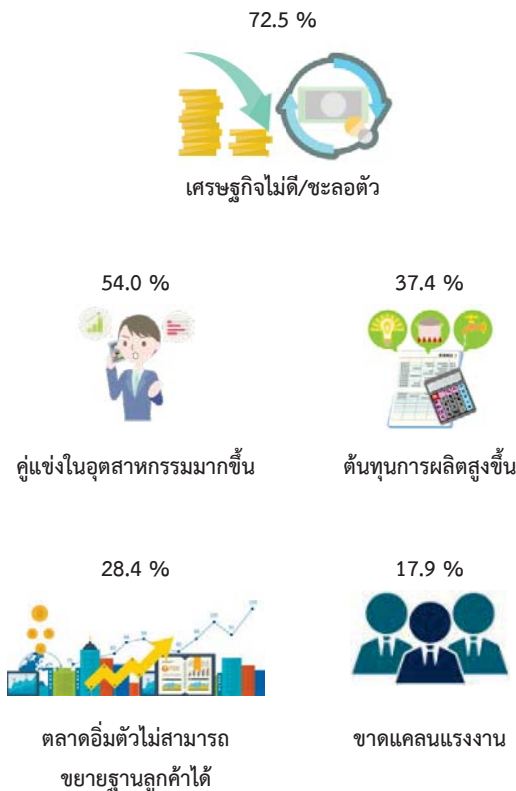 72.5 %
เศรษฐกิจไม่ดี/ชะลอตัว
54.0 %
37.4 %
คู่แข่งในอุตสาหกรรมมากขึ้น
ต้นทุนการผลิตสูงขึ้น
28.4 %
17.9 %
ตลาดอิ่มตัวไม่สามารถ
ขยายฐานลูกค้าได้
ขาดแคลนแรงงาน